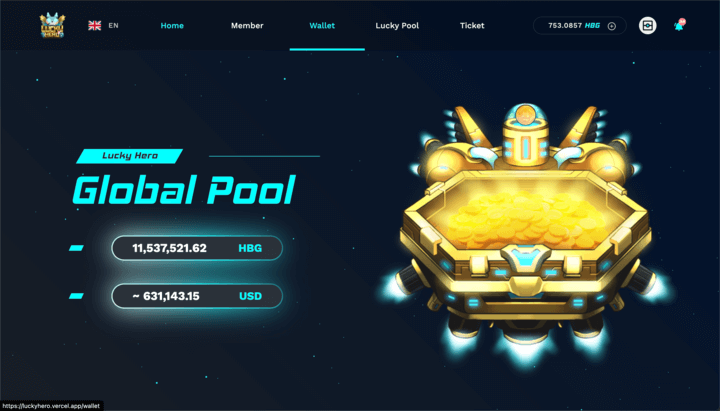 LUCKY
HERO
EN
Home
Member
Wallet
Lucky Pool
Ticket
753.0857 HBG
Lucky Hero
Global Pool
11,537,521.62 HBG
~ 631,143.15 USD
https://luckyhero.vercel.app/wallet